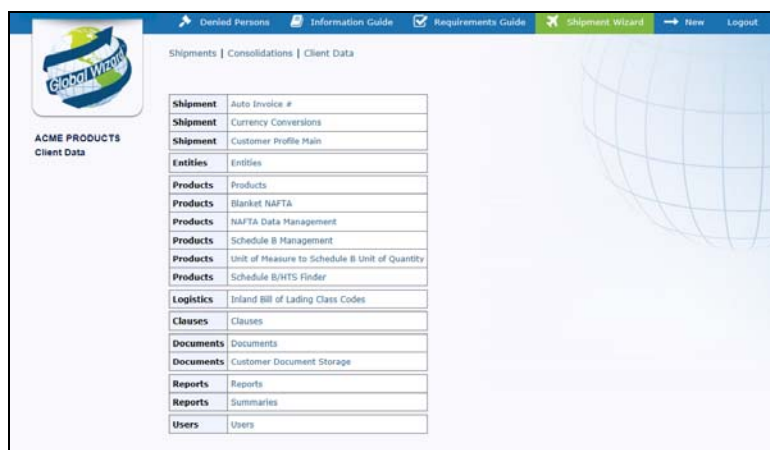 Denied Persons Information Guide Requirements Guide Shipment Wizard New Logout
Global Wizard
Shipments | Consolidations | Client Data
ACME PRODUCTS
Client Data
Shipment Auto Invoice #
Shipment Currency Conversions
Shipment Customer Profile Main
Entities Entities
Products Products
Products Blanket NAFTA
Products NAFTA Data Management
Products Schedule B Management
Products Unit of Measure to Schedule B Unit of Quantity
Products Schedule B/HTS Finder
Logistics Inland Bill of Lading Class Codes
Clauses Clauses
Documents Documents
Documents Customer Document Storage
Reports Reports
Reports Summaries
Users Users